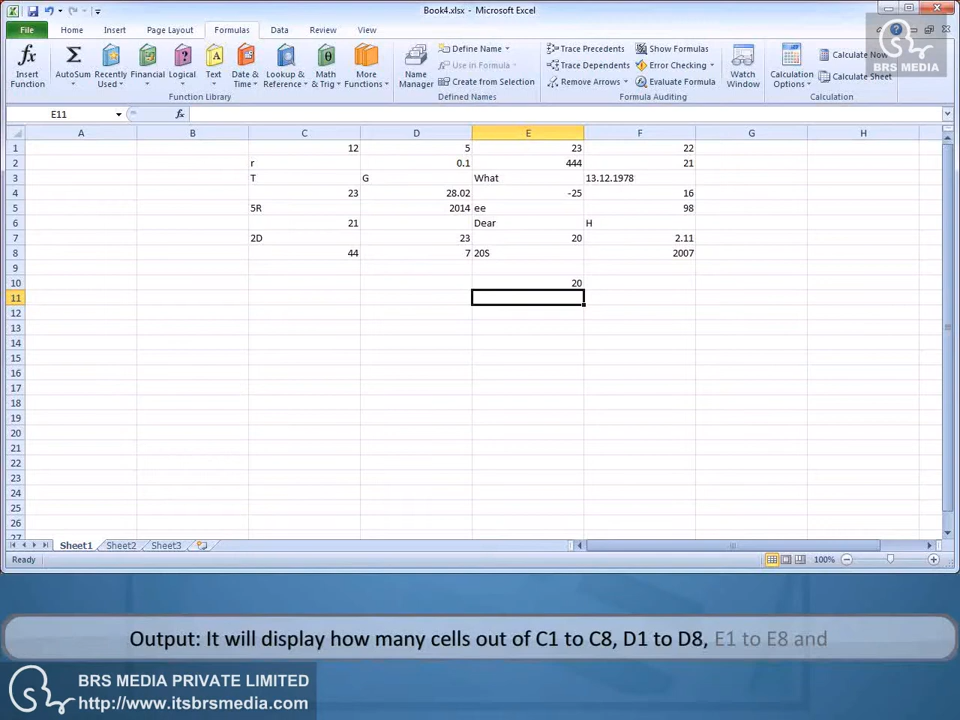 Book4.xlsx - Microsoft Excel
File Home Insert Page Layout Formulas Data Review View
BRS MEDIA
Insert Function
AutoSum
Recently Used
Financial
Logical
Text
Date & Time
Lookup & Reference
Math & Trig
More Functions
Function Library
Name Manager
Define Name
Use in Formula
Create from Selection
Defined Names
Trace Precedents
Trace Dependents
Remove Arrows
Show Formulas
Error Checking
Evaluate Formula
Formula Auditing
Watch Window
Calculation Options
Calculate Now
Calculate Sheet
Calculation
E11 fx
A B C D E F G H
1 12 5 23 22
2 r 0.1 444 21
3 T G What 13.12.1978
4 23 28.02 -25 16
5 5R 2014 ee 98
6 21 Dear H
7 2D 23 20 2.11
8 44 7 20S 2007
9
10 20
11
12
13
14
15
16
17
18
19
20
21
22
23
24
25
26
27
Sheet1 Sheet2 Sheet3
Ready 100%
Output: It will display how many cells out of C1 to C8, D1 to D8, E1 to E8 and
BRS MEDIA PRIVATE LIMITED
http://www.itsbrsmedia.com